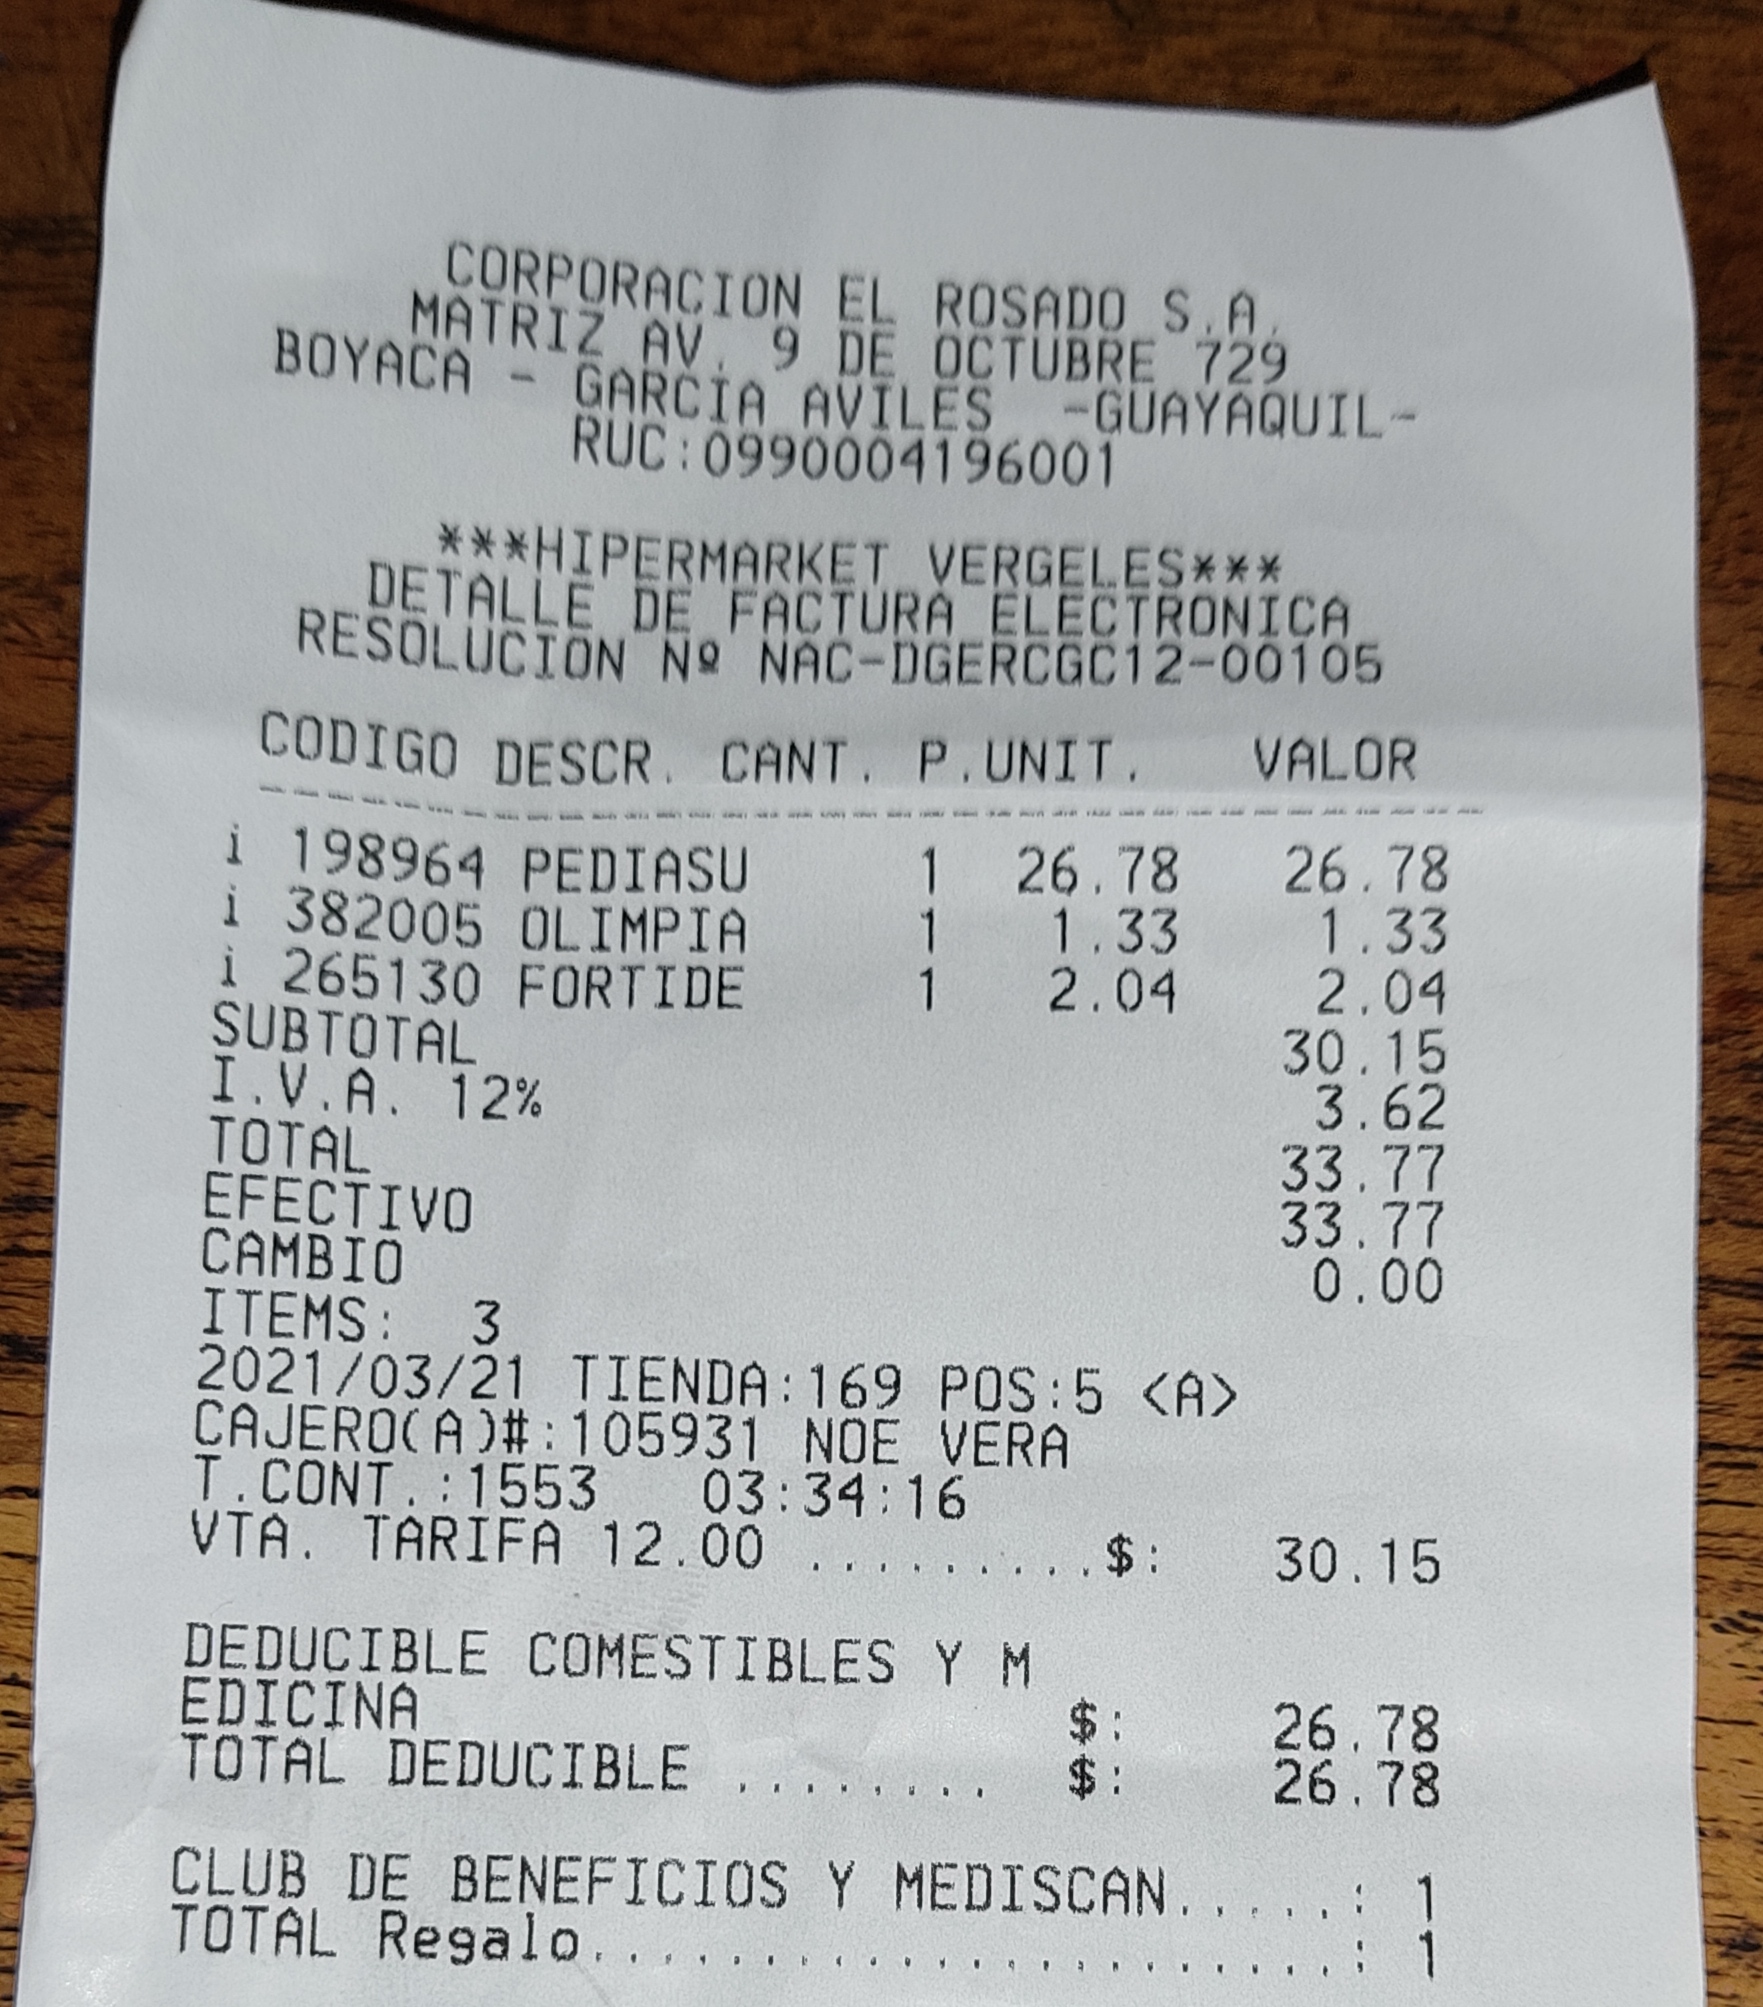 CORPORACION EL ROSADO S.A.
MATRIZ AV. 9 DE OCTUBRE 729
BOYACA - GARCIA AVILES -GUAYAQUIL-
RUC:0990004196001
***HIPERMARKET VERGELES***
DETALLE DE FACTURA ELECTRONICA
RESOLUCION Nº NAC-DGERCGC12-00105
CODIGO DESCR. CANT. P.UNIT. VALOR
i 198964 PEDIASU 1 26.78 26.78
i 382005 OLIMPIA 1 1.33 1.33
i 265130 FORTIDE 1 2.04 2.04
SUBTOTAL 30.15
I.V.A. 12% 3.62
TOTAL 33.77
EFECTIVO 33.77
CAMBIO 0.00
ITEMS: 3
2021/03/21 TIENDA:169 POS:5 <A>
CAJERO(A)#:105931 NOE VERA
T.CONT.:1553 03:34:16
VTA. TARIFA 12.00 .........$: 30.15
DEDUCIBLE COMESTIBLES Y M
EDICINA $: 26.78
TOTAL DEDUCIBLE ........ $: 26.78
CLUB DE BENEFICIOS Y MEDISCAN.....: 1
TOTAL Regalo......................: 1